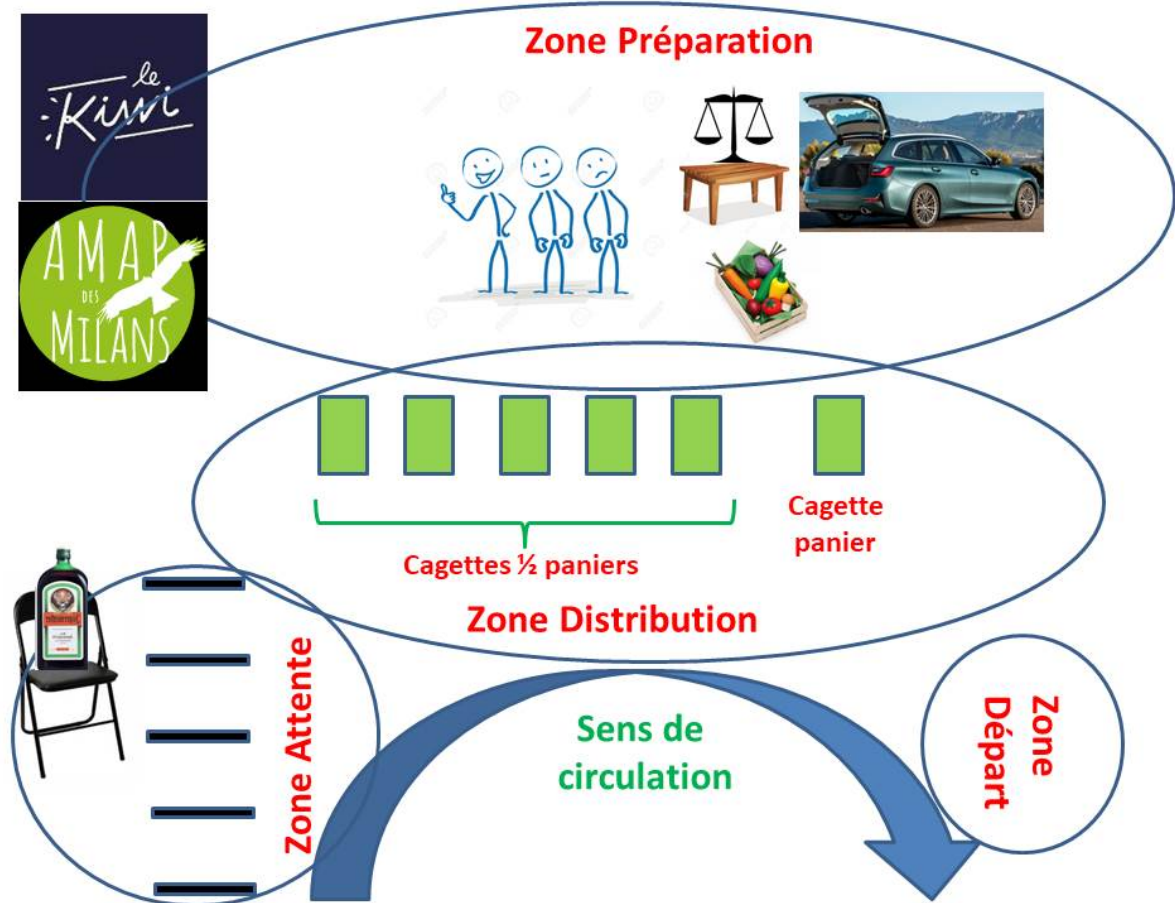 le
Kiwi
AMAP
DES
MILANS
Zone Préparation
Cagettes ½ paniers
Cagette
panier
Zone Distribution
Zone Attente
Sens de
circulation
Zone
Départ